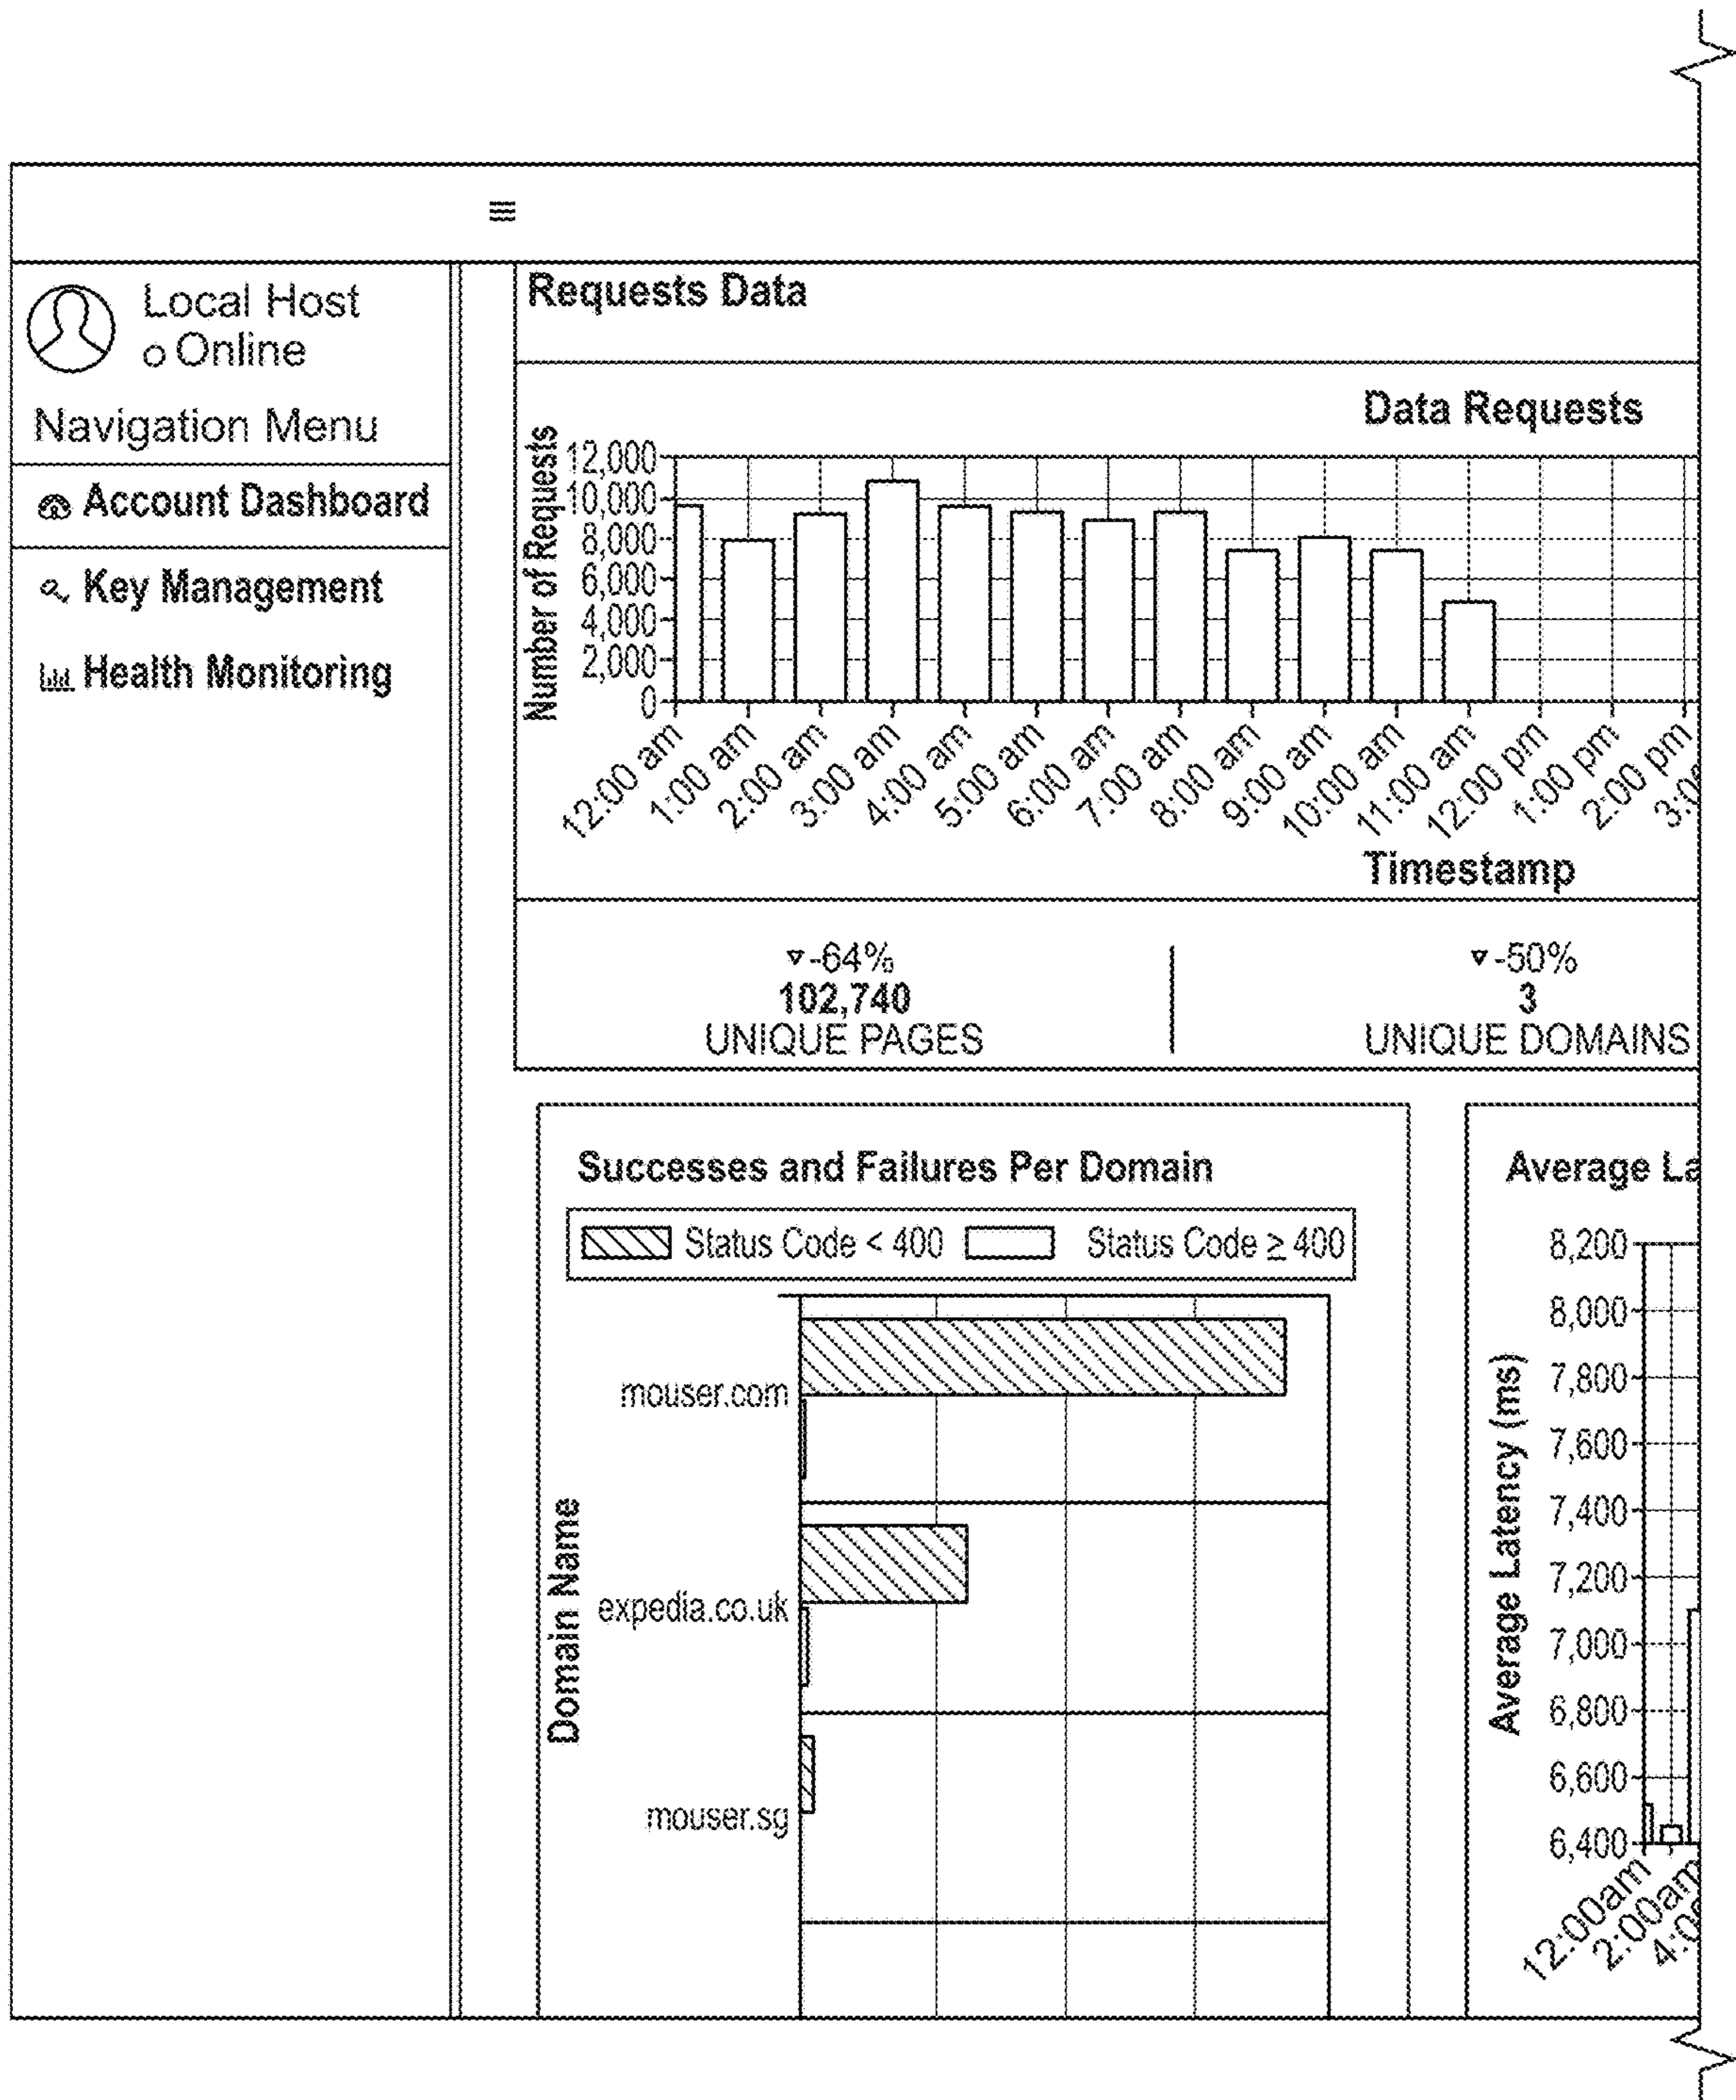 ≡
Local Host
Online
Navigation Menu
Account Dashboard
Key Management
Health Monitoring
Requests Data
Data Requests
Number of Requests
12,000
10,000
8,000
6,000
4,000
2,000
0
12:00 am
1:00 am
2:00 am
3:00 am
4:00 am
5:00 am
6:00 am
7:00 am
8:00 am
9:00 am
10:00 am
11:00 am
12:00 pm
1:00 pm
2:00 pm
3:0
Timestamp
-64%
102,740
UNIQUE PAGES
-50%
3
UNIQUE DOMAINS
Successes and Failures Per Domain
Status Code < 400 Status Code ≥ 400
Domain Name
mouser.com
expedia.co.uk
mouser.sg
Average La
Average Latency (ms)
8,200
8,000
7,800
7,600
7,400
7,200
7,000
6,800
6,600
6,400
12:00am
2:00am
4:0